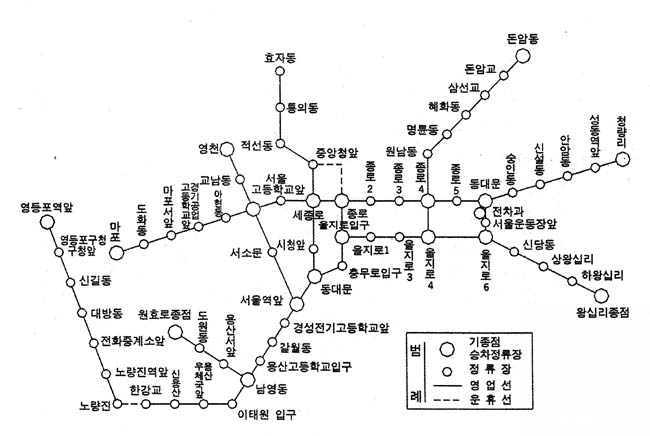 돈암동
효자동
돈암교
삼선교
혜화동
통의동
명륜동
청량리
영천
적선동
중앙청앞
원남동
성동역앞
안암동
신설동
숭인동
교남동
서울
고등학교앞
종로2
종로3
종로4
종로5
동대문
아현동
경기공업
고등학교앞
마포서앞
도화동
마포
영등포역앞
세종로
종로
을지로입구
전차과
서울운동장앞
영등포구청
구청앞
서소문
시청앞
을지로1
을지로3
을지로4
을지로6
신당동
상왕십리
하왕십리
왕십리종점
충무로입구
동대문
신길동
서울역앞
대방동
원효로종점
도원동
용산서앞
경성전기고등학교앞
전화중계소앞
갈월동
용산고등학교입구
노량진역앞
한강교
신용산
용산
우체국앞
남영동
노량진
이태원 입구
범례
기종점
승차정류장
정류장
영업선
운휴선